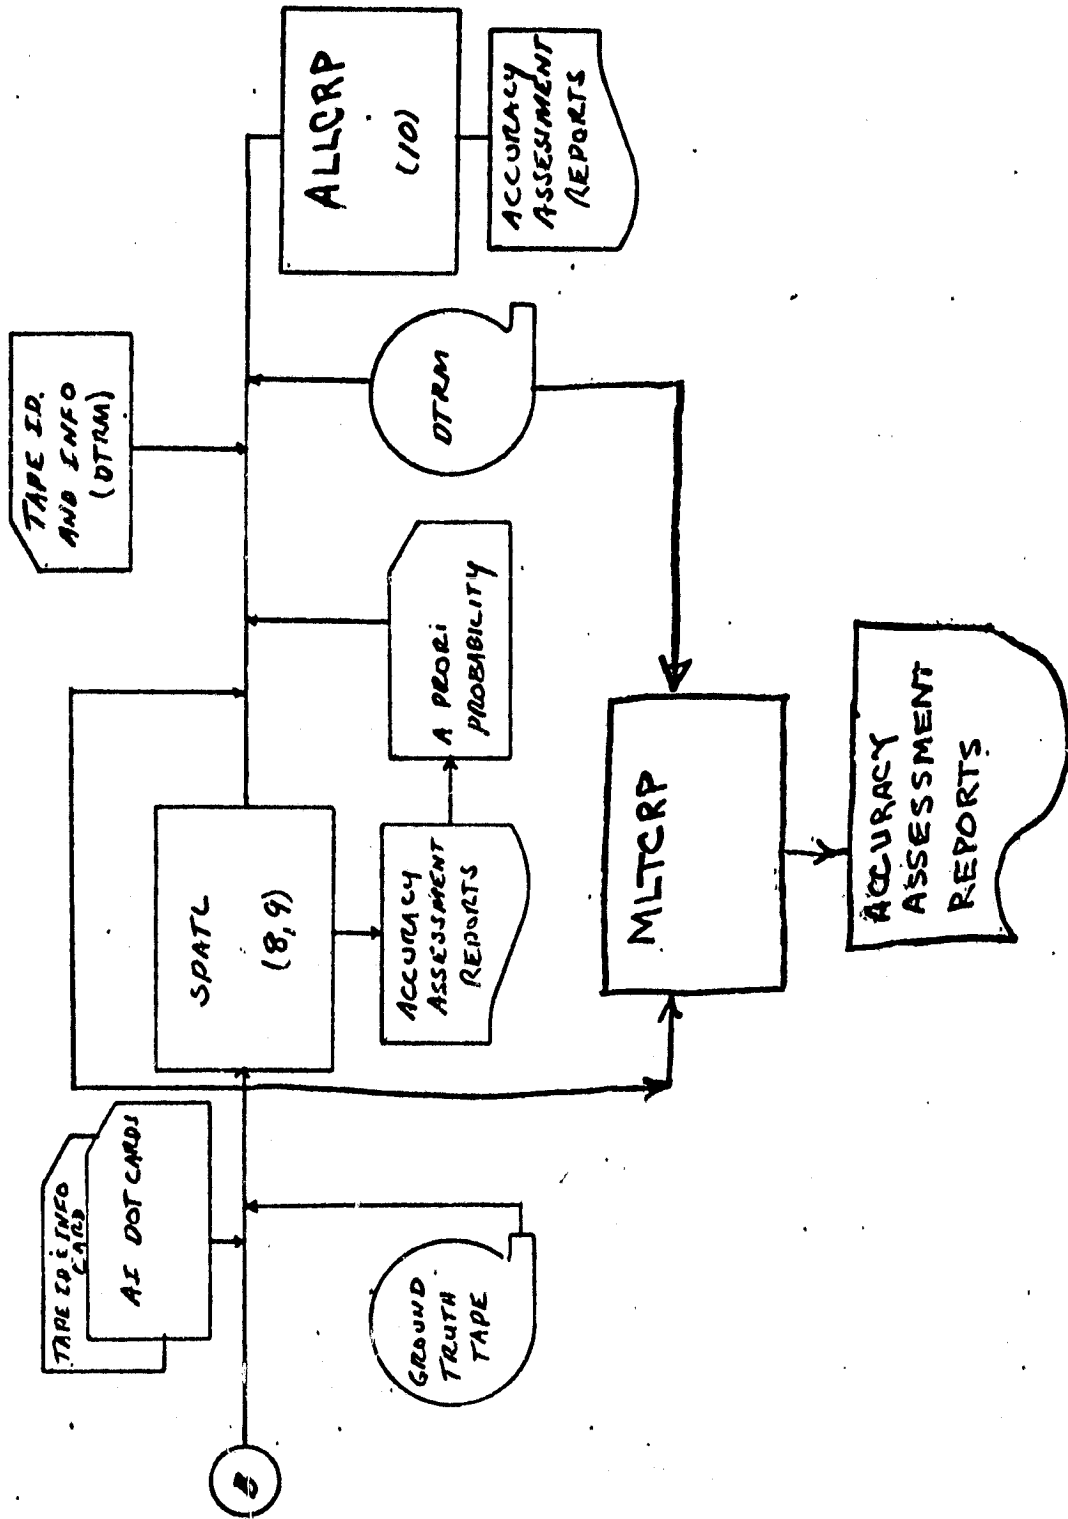 B
TAPE ID & INFO
CARD
AI DOT CARDS
GROUND
TRUTH
TAPE
SPATL
(8,9)
ACCURACY
ASSESSMENT
REPORTS
A PRORi
PROBABILITY
TAPE I.D.
AND INFO
(DTRM)
DTRM
ALLCRP
(10)
ACCURACY
ASSESSMENT
REPORTS
MLTCRP
ACCURACY
ASSESSMENT
REPORTS